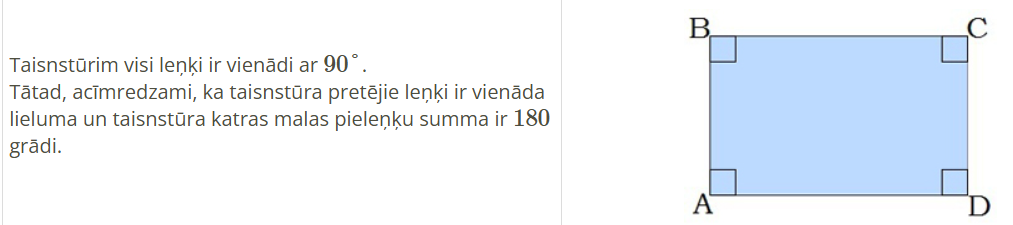 Taisnstūrim visi leņķi ir vienādi ar 90°.
Tātad, acīmredzami, ka taisnstūra pretējie leņķi ir vienāda
lieluma un taisnstūra katras malas pieleņķu summa ir 180
grādi.
B C
A D